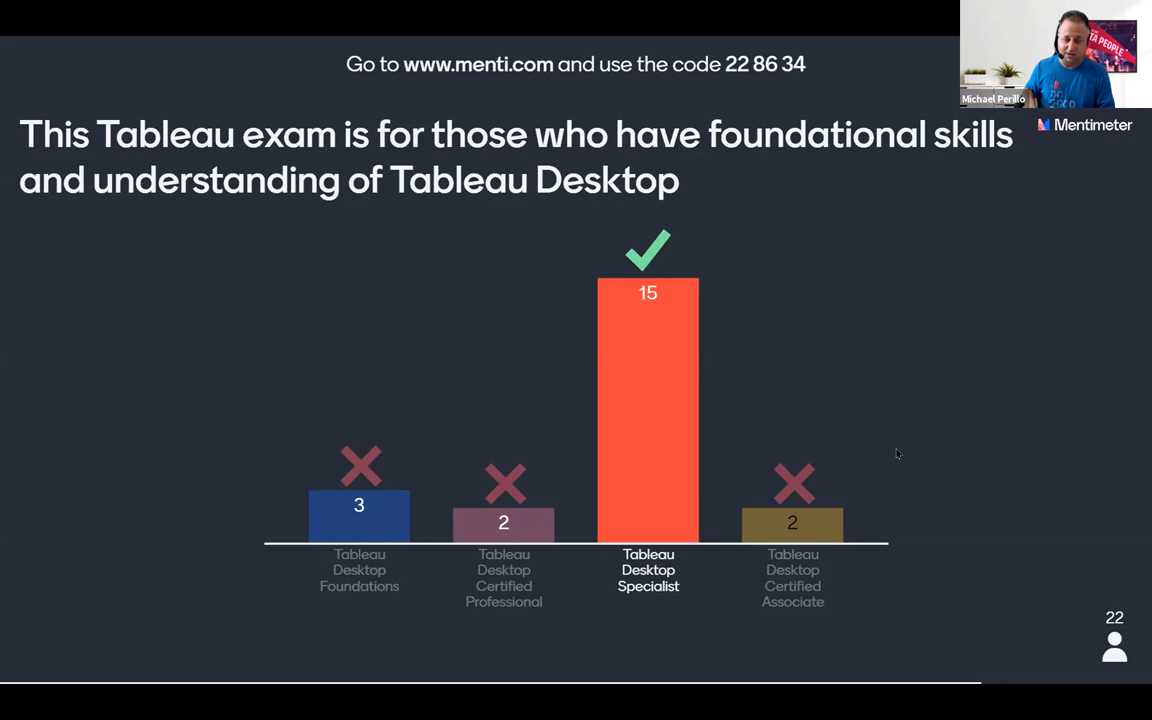 Go to www.menti.com and use the code 22 86 34
TA PEOPLE
Michael Perillo
Mentimeter
This Tableau exam is for those who have foundational skills
and understanding of Tableau Desktop
15
3
2
2
Tableau
Desktop
Foundations
Tableau
Desktop
Certified
Professional
Tableau
Desktop
Specialist
Tableau
Desktop
Certified
Associate
22